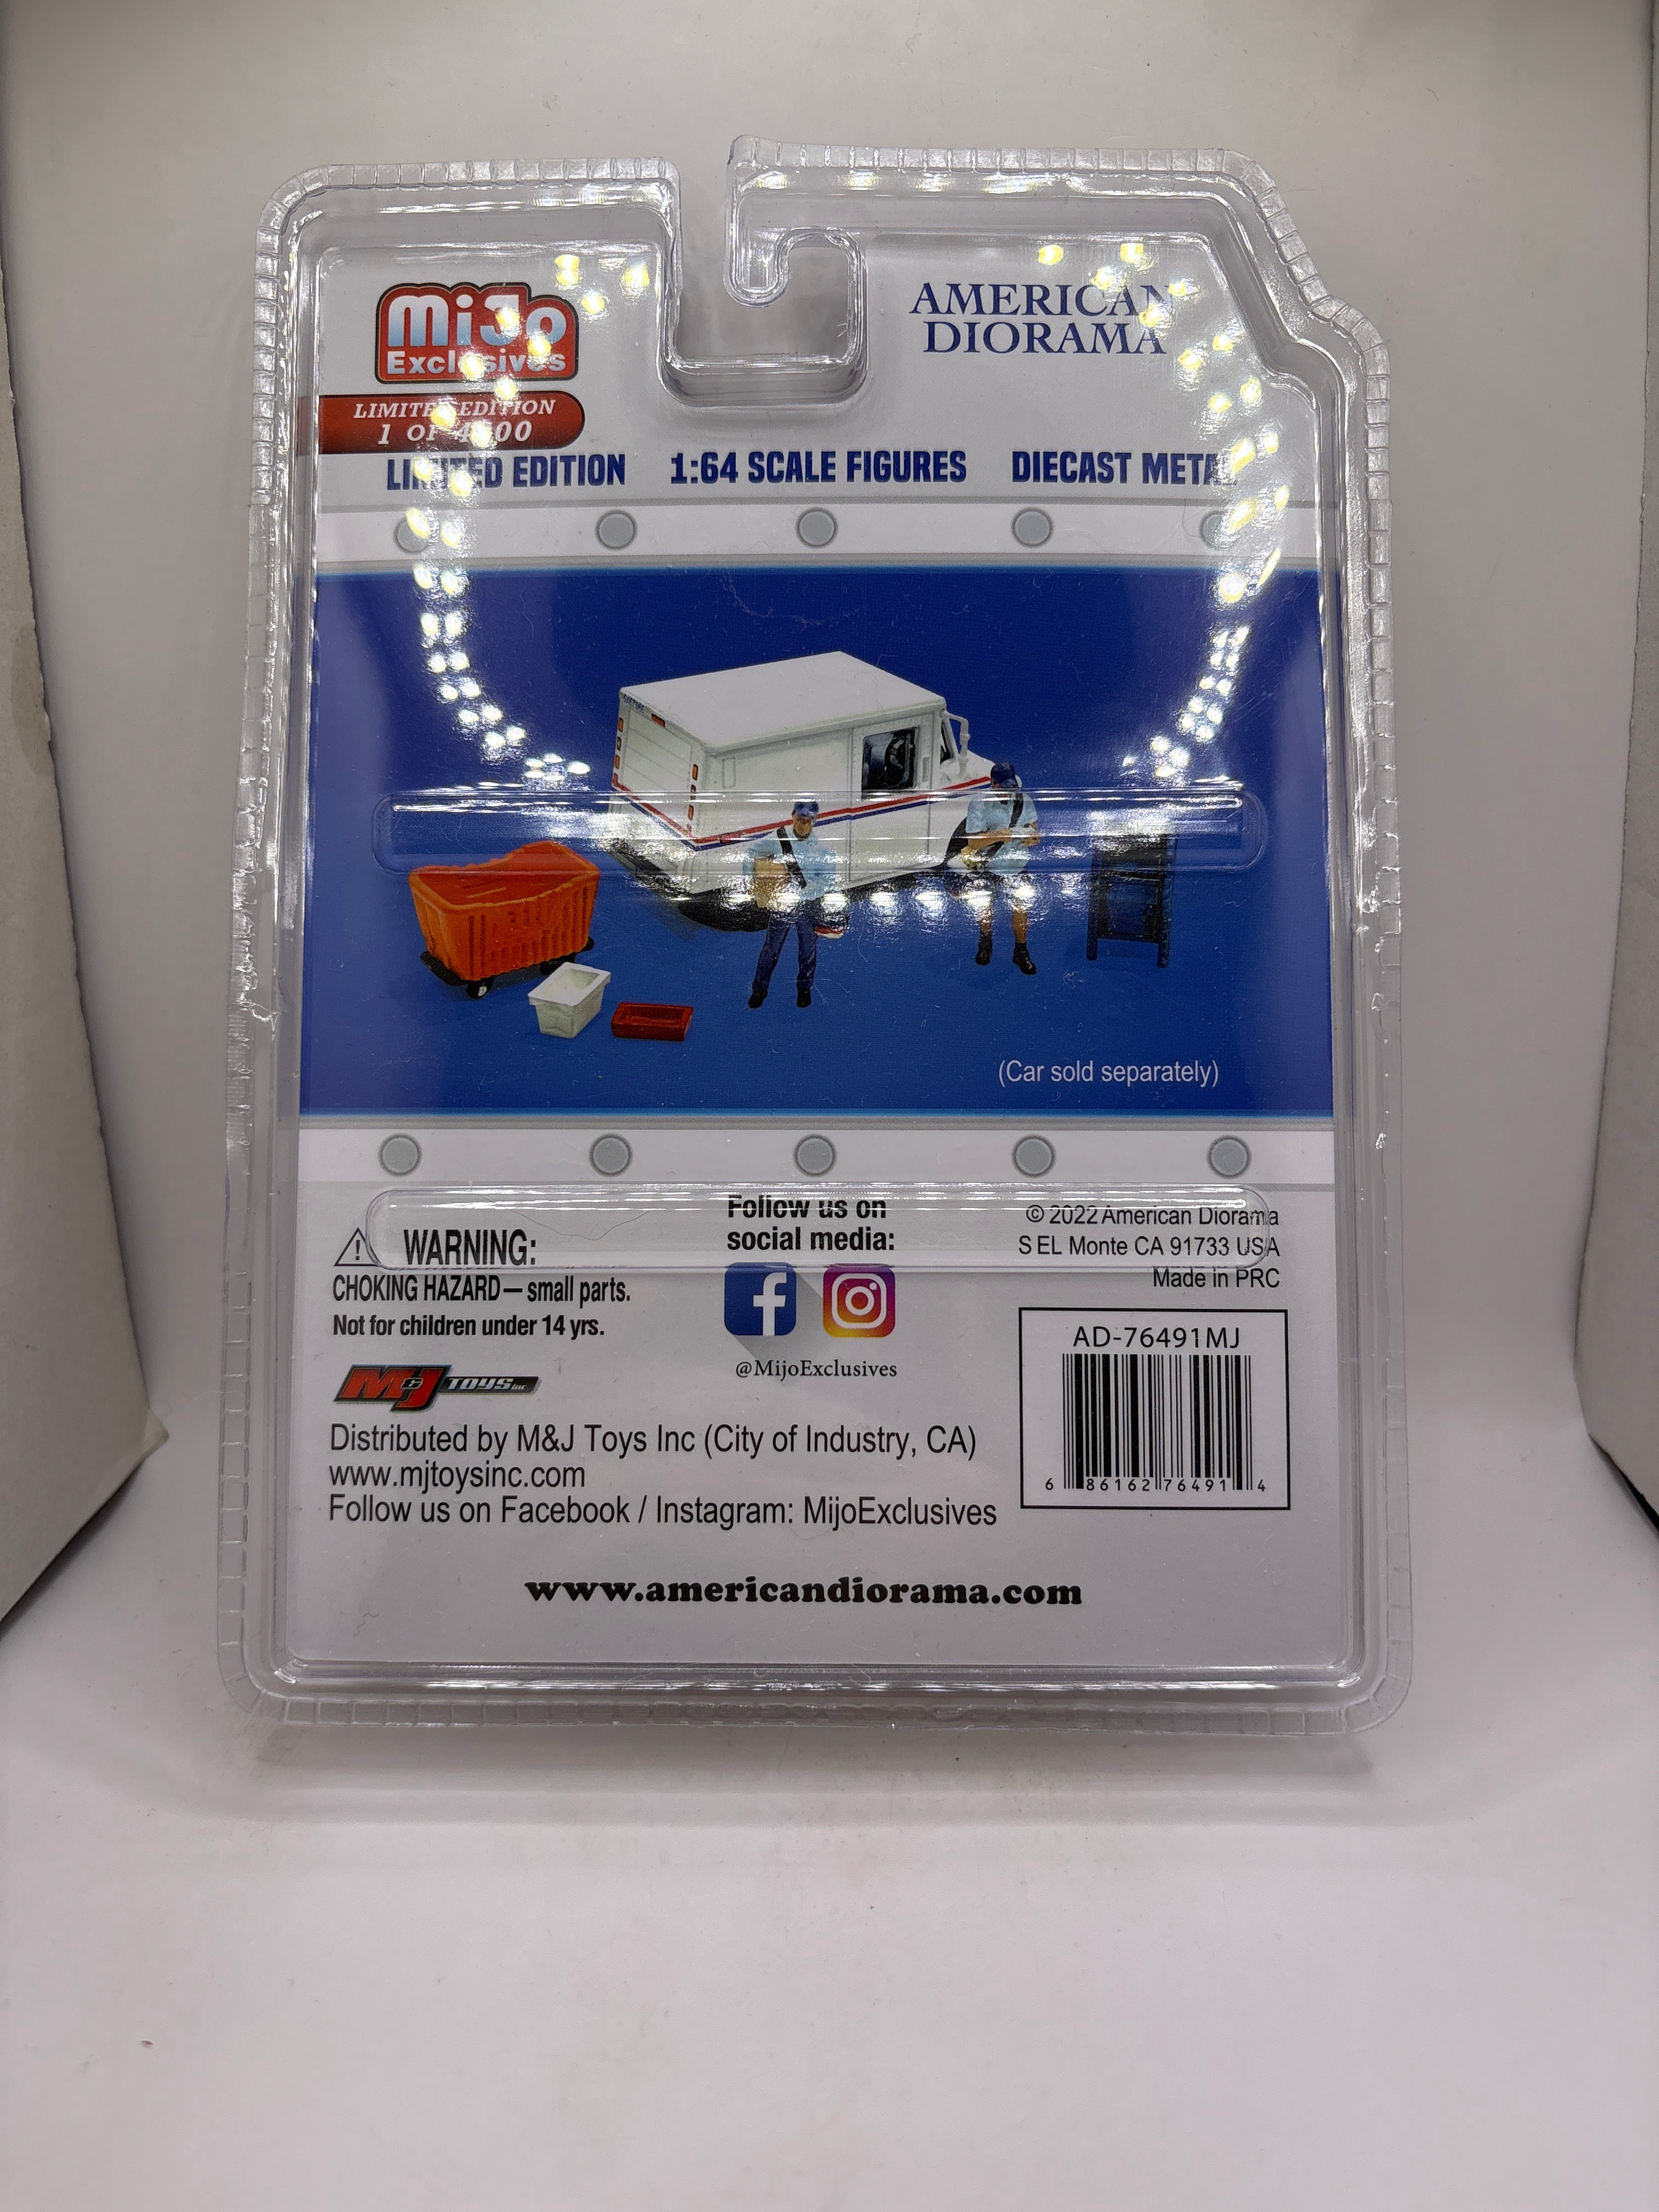 MiJo
Exclusives
AMERICAN
DIORAMA
LIMITED EDITION
1 OF
LIMITED EDITION 1:64 SCALE FIGURES DIECAST METAL
(Car sold separately)
WARNING:
CHOKING HAZARD — small parts.
Not for children under 14 yrs.
Follow us on
social media:
@MijoExclusives
© 2022 American Diorama
S EL Monte CA 91733 USA
Made in PRC
AD-76491MJ
6 86162 76491 4
M&J TOYS INC
Distributed by M&J Toys Inc (City of Industry, CA)
www.mjtoysinc.com
Follow us on Facebook / Instagram: MijoExclusives
www.americandiorama.com